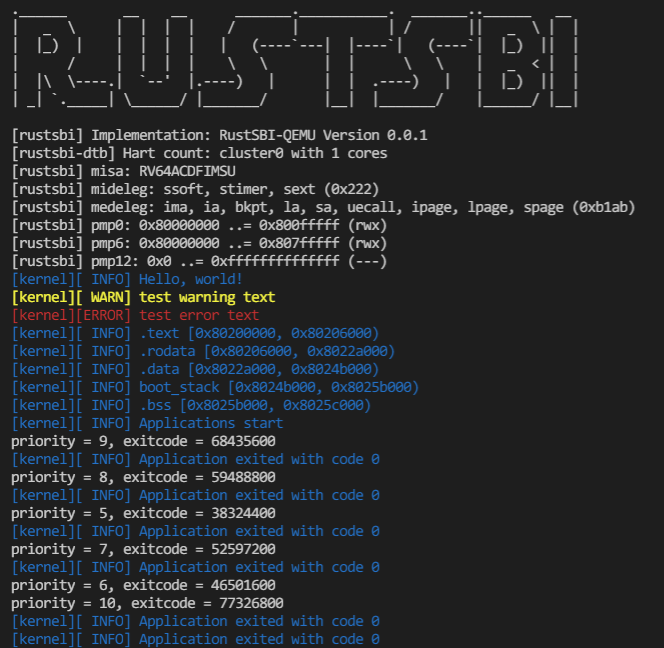 RUSTSBI
[rustsbi] Implementation: RustSBI-QEMU Version 0.0.1
[rustsbi-dtb] Hart count: cluster0 with 1 cores
[rustsbi] misa: RV64ACDFIMSU
[rustsbi] mideleg: ssoft, stimer, sext (0x222)
[rustsbi] medeleg: ima, ia, bkpt, la, sa, uecall, ipage, lpage, spage (0xb1ab)
[rustsbi] pmp0: 0x80000000 ..= 0x800fffff (rwx)
[rustsbi] pmp6: 0x80000000 ..= 0x807fffff (rwx)
[rustsbi] pmp12: 0x0 ..= 0xffffffffffffff (---)
[kernel][ INFO] Hello, world!
[kernel][ WARN] test warning text
[kernel][ERROR] test error text
[kernel][ INFO] .text [0x80200000, 0x80206000)
[kernel][ INFO] .rodata [0x80206000, 0x8022a000)
[kernel][ INFO] .data [0x8022a000, 0x8024b000)
[kernel][ INFO] boot_stack [0x8024b000, 0x8025b000)
[kernel][ INFO] .bss [0x8025b000, 0x8025c000)
[kernel][ INFO] Applications start
priority = 9, exitcode = 68435600
[kernel][ INFO] Application exited with code 0
priority = 8, exitcode = 59488800
[kernel][ INFO] Application exited with code 0
priority = 5, exitcode = 38324400
[kernel][ INFO] Application exited with code 0
priority = 7, exitcode = 52597200
[kernel][ INFO] Application exited with code 0
priority = 6, exitcode = 46501600
priority = 10, exitcode = 77326800
[kernel][ INFO] Application exited with code 0
[kernel][ INFO] Application exited with code 0